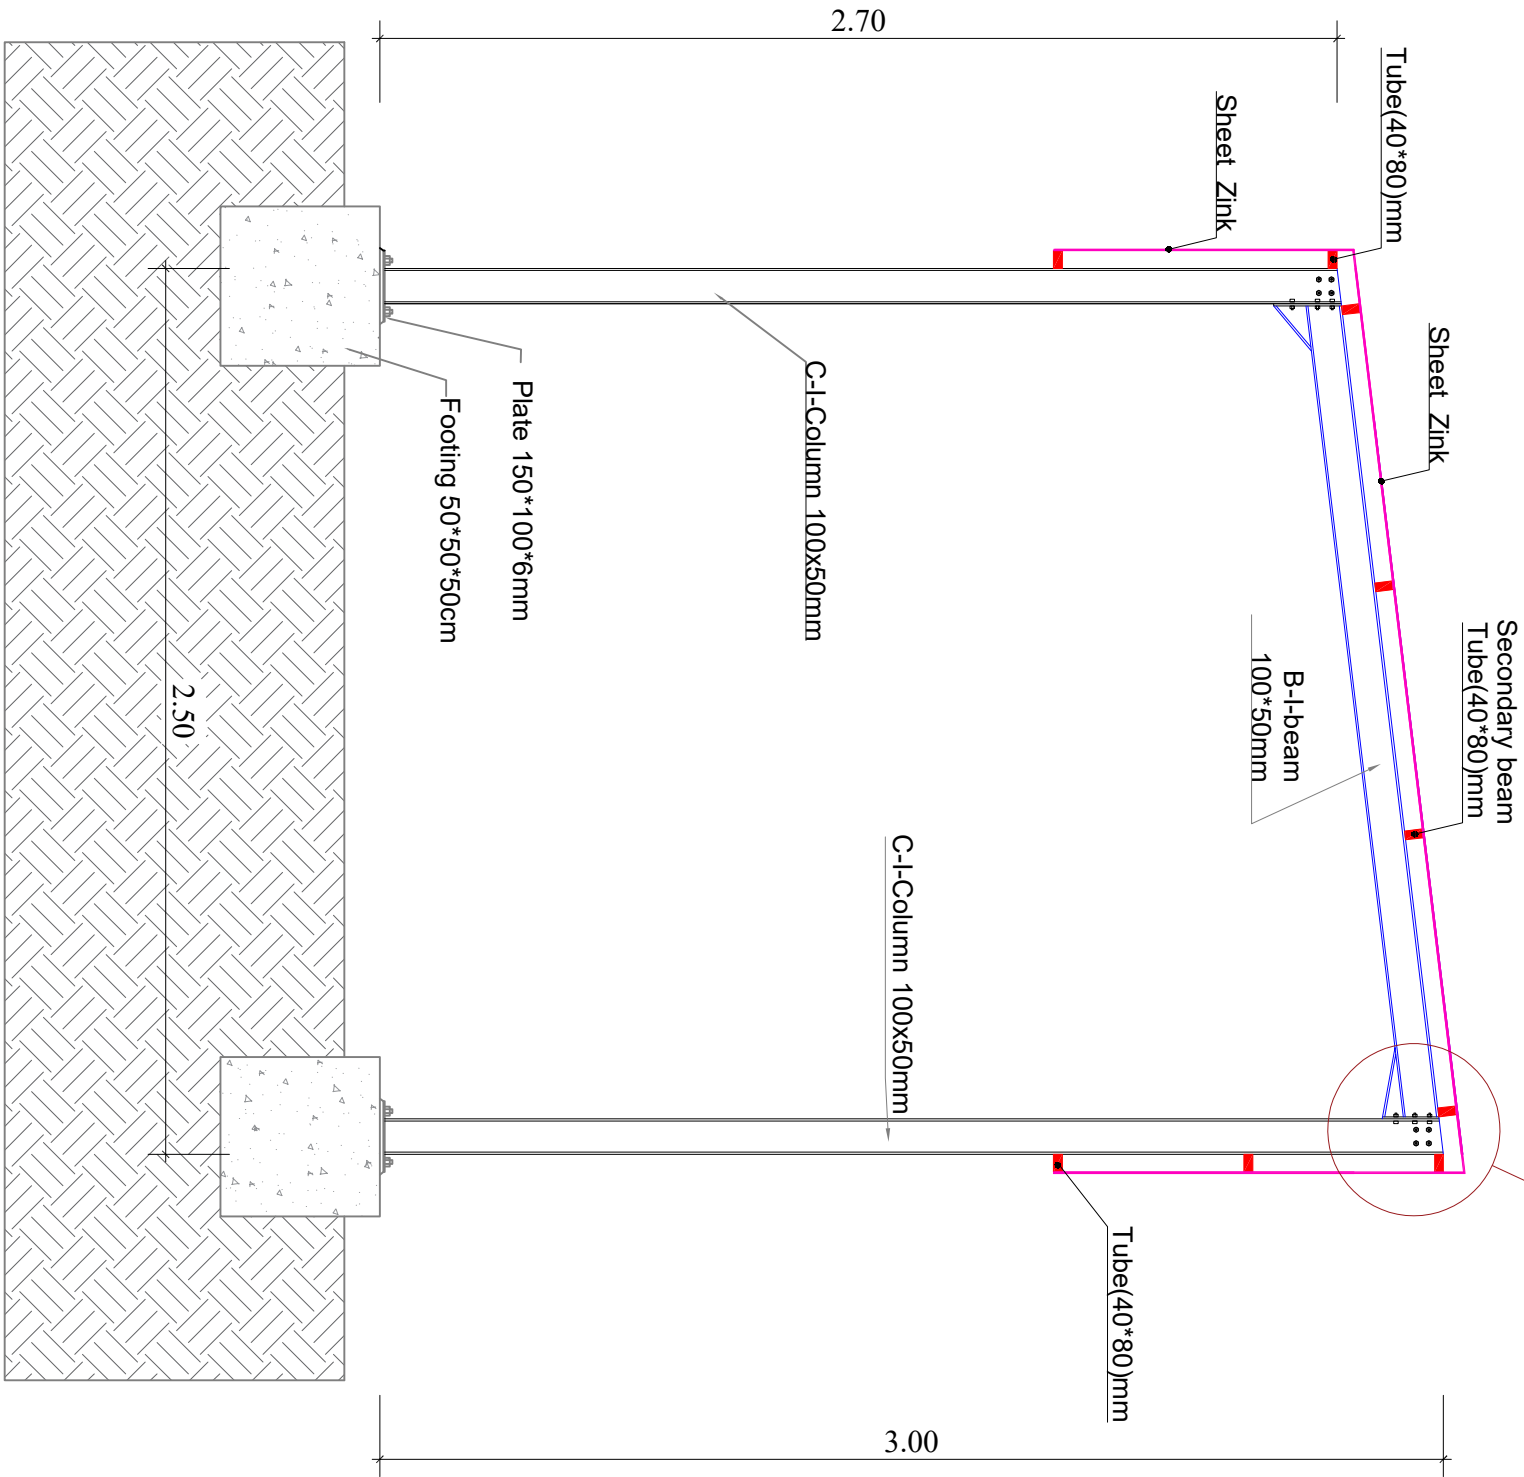 2.70
Tube(40*80)mm
Sheet Zink
Sheet Zink
Secondary beam
Tube(40*80)mm
B-I-beam
100*50mm
C-I-Column 100x50mm
Plate 150*100*6mm
Footing 50*50*50cm
2.50
C-I-Column 100x50mm
Tube(40*80)mm
3.00